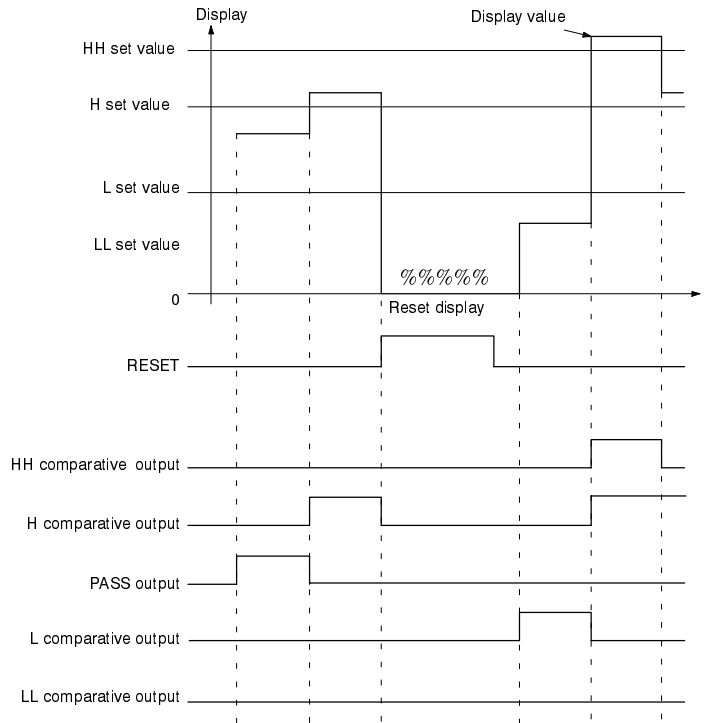 Display
Display value
HH set value
H set value
L set value
LL set value
%%%%%
0
Reset display
RESET
HH comparative output
H comparative output
PASS output
L comparative output
LL comparative output